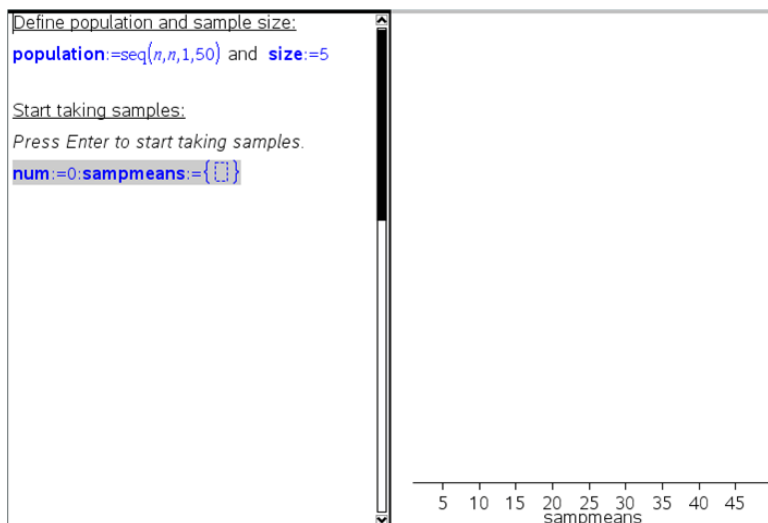 Define population and sample size:
population:=seq(n,n,1,50) and size:=5
Start taking samples:
Press Enter to start taking samples.
num:=0:sampmeans:={}
5 10 15 20 25 30 35 40 45
sampmeans